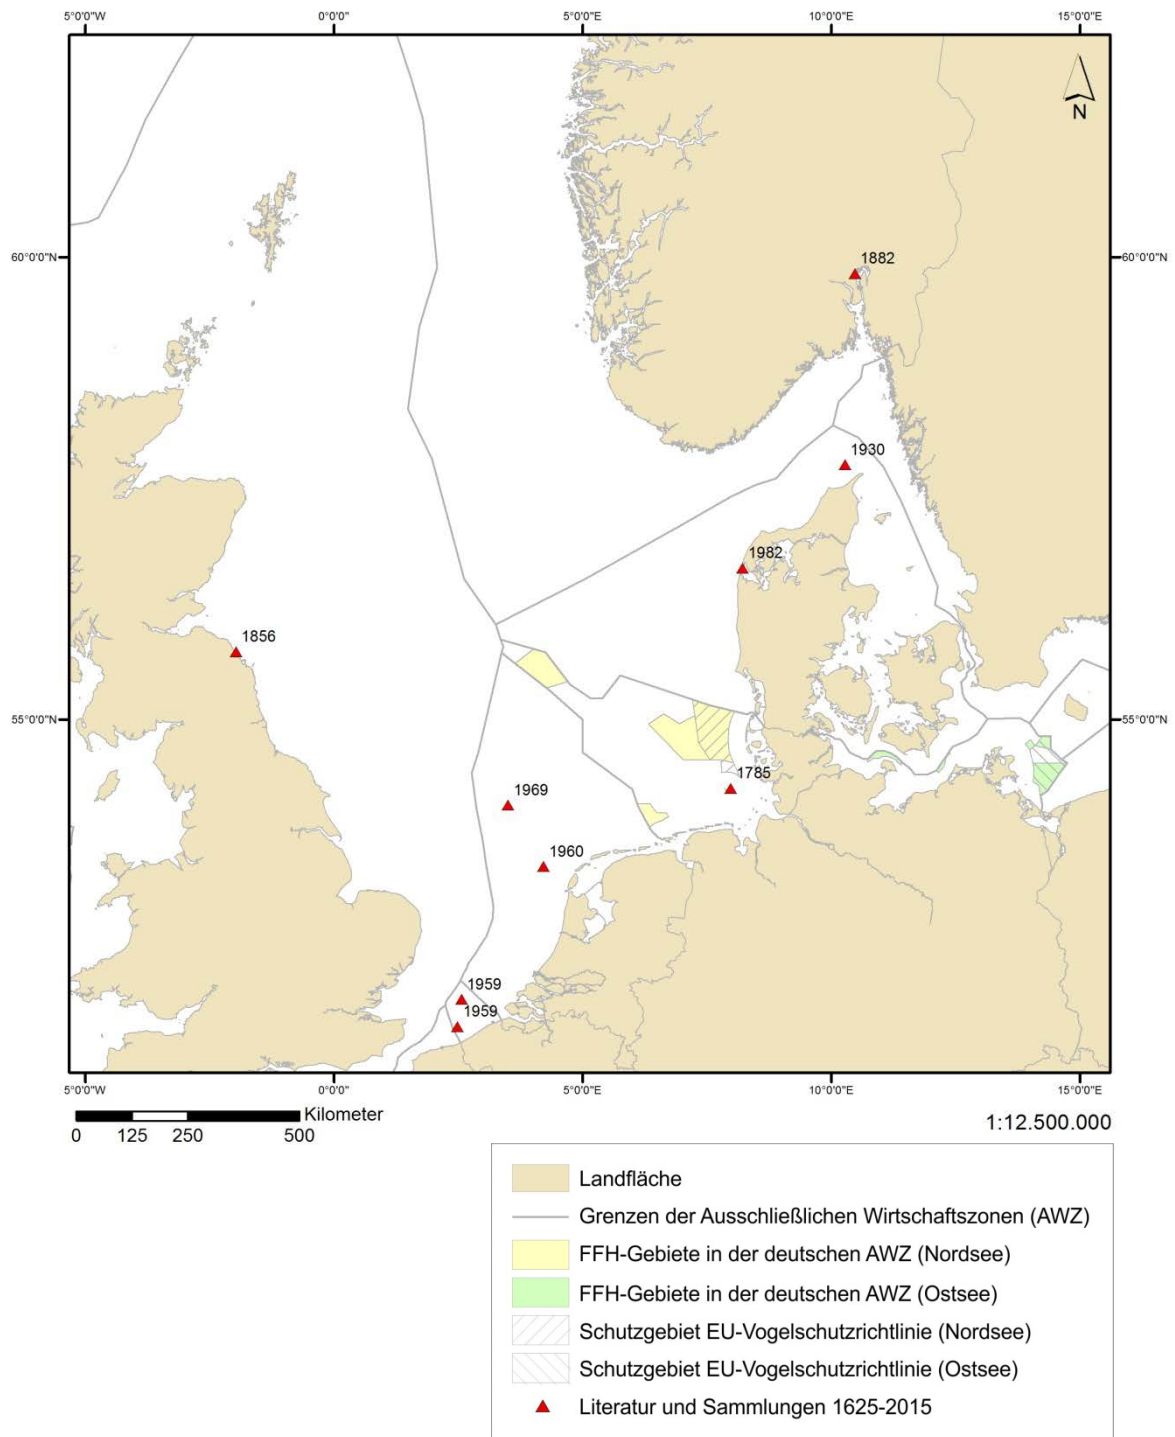 5°0'0"W 0°0'0" 5°0'0"E 10°0'0"E 15°0'0"E
N
60°0'0"N 1882 60°0'0"N
1930
1982
1856
55°0'0"N 55°0'0"N
1785
1969
1960
1959
1959
5°0'0"W 0°0'0" 5°0'0"E 10°0'0"E 15°0'0"E
Kilometer
0 125 250 500
1:12.500.000
Landfläche
Grenzen der Ausschließlichen Wirtschaftszonen (AWZ)
FFH-Gebiete in der deutschen AWZ (Nordsee)
FFH-Gebiete in der deutschen AWZ (Ostsee)
Schutzgebiet EU-Vogelschutzrichtlinie (Nordsee)
Schutzgebiet EU-Vogelschutzrichtlinie (Ostsee)
Literatur und Sammlungen 1625-2015